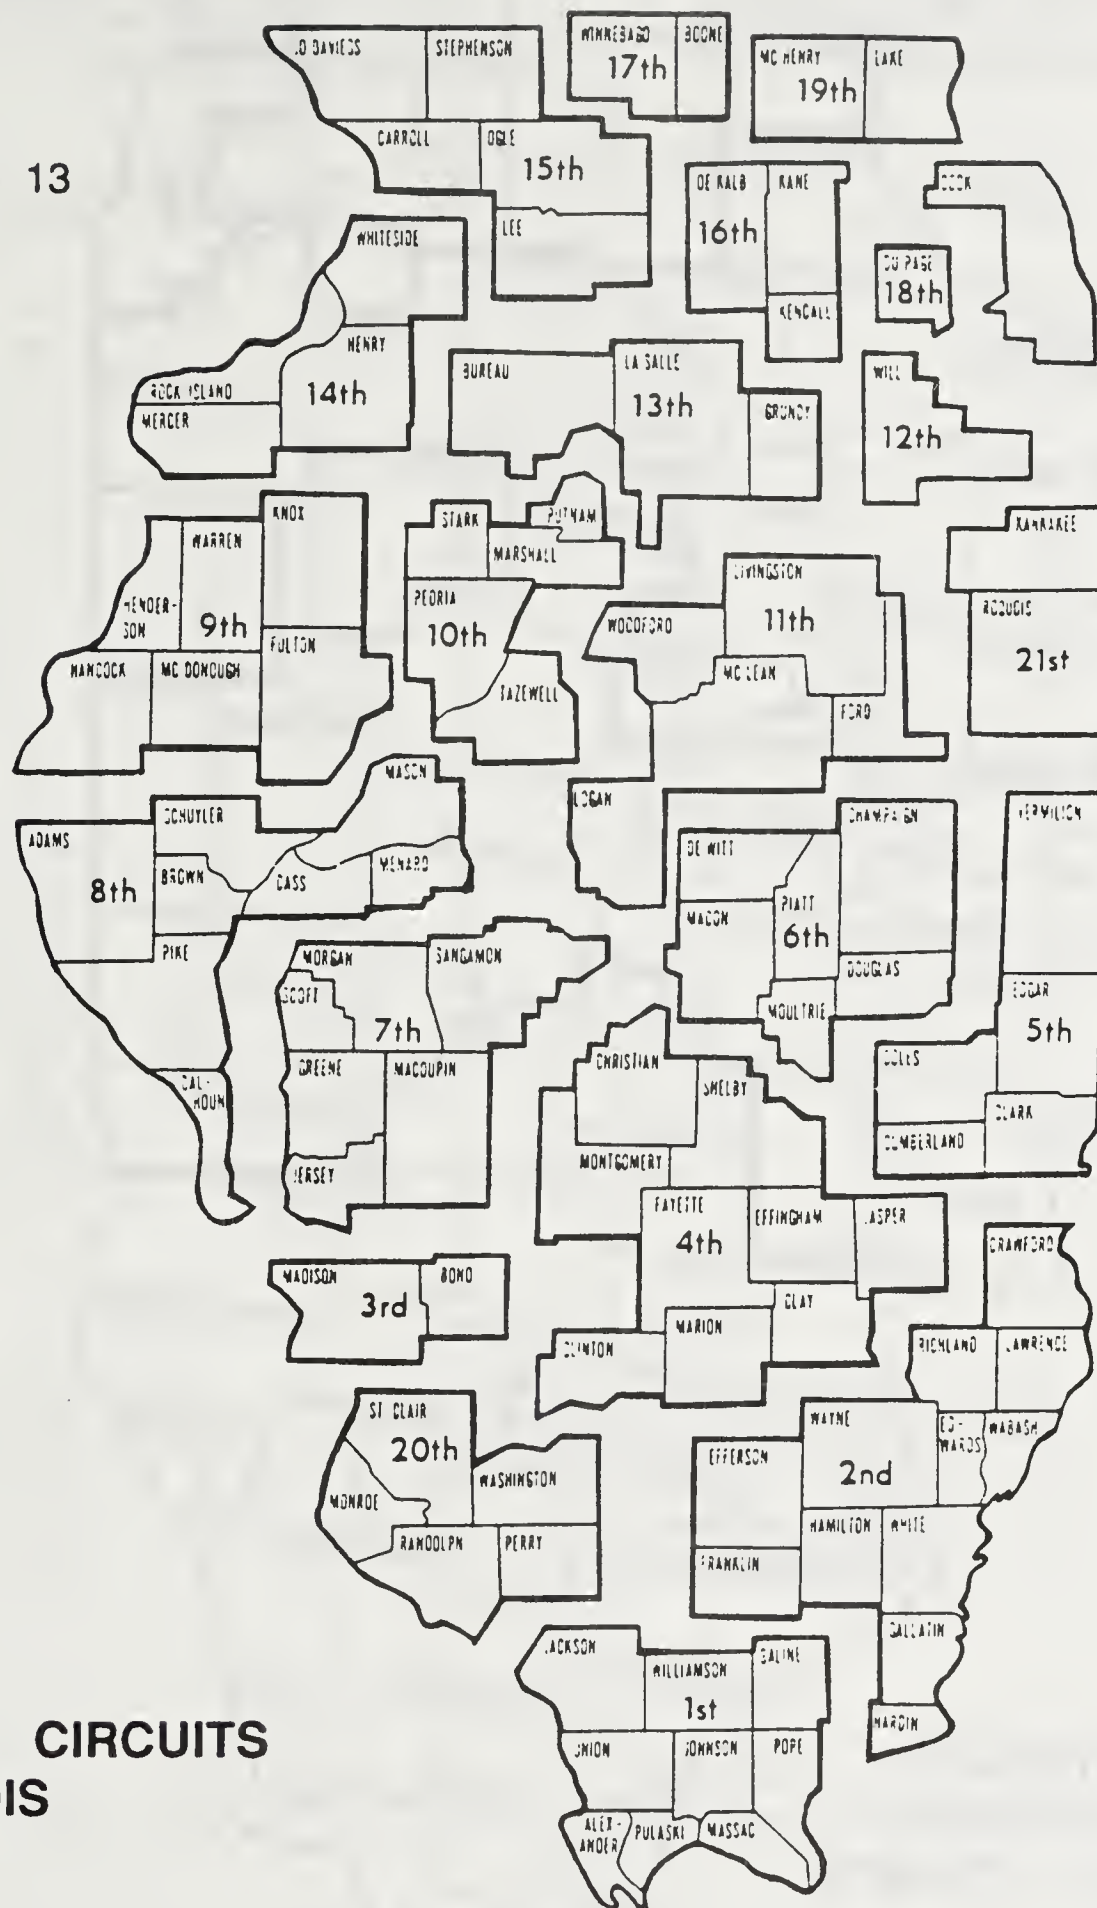 13
JO DAVIESS
STEPHENSON
CARROLL
OGLE
15th
LEE
WINNEBAGO
17th
BOONE
MC HENRY
19th
LAKE
DE KALB
KANE
16th
KENDALL
COOK
DU PAGE
18th
WHITESIDE
HENRY
ROCK ISLAND
14th
MERCER
BUREAU
LA SALLE
13th
GRUNDY
WILL
12th
KNOX
WARREN
HENDER-
SON
9th
FULTON
HANCOCK
MC DONOUGH
STARK
PUTNAM
MARSHALL
PEORIA
10th
TAZEWELL
LIVINGSTON
WOODFORD
11th
MC LEAN
FORD
LOGAN
KANKAKEE
IROQUOIS
21st
MASON
SCHUYLER
ADAMS
BROWN
CASS
MENARD
8th
PIKE
CAL-
HOUN
CHAMPAIGN
DE WITT
MACON
PIATT
6th
DOUGLAS
MOULTRIE
VERMILION
EDGAR
5th
COLES
CLARK
CUMBERLAND
MORGAN
SANGAMON
SCOTT
7th
GREENE
MACOUPIN
JERSEY
CHRISTIAN
SHELBY
MONTGOMERY
FAYETTE
EFFINGHAM
JASPER
4th
CLAY
MARION
CLINTON
MADISON
BOND
3rd
CRAWFORD
RICHLAND
LAWRENCE
WAYNE
ED-
WARDS
WABASH
JEFFERSON
2nd
HAMILTON
WHITE
FRANKLIN
GALLATIN
HARDIN
ST CLAIR
20th
WASHINGTON
MONROE
RANDOLPH
PERRY
JACKSON
WILLIAMSON
SALINE
1st
UNION
JOHNSON
POPE
ALEX-
ANDER
PULASKI
MASSAC
CIRCUITS
OIS